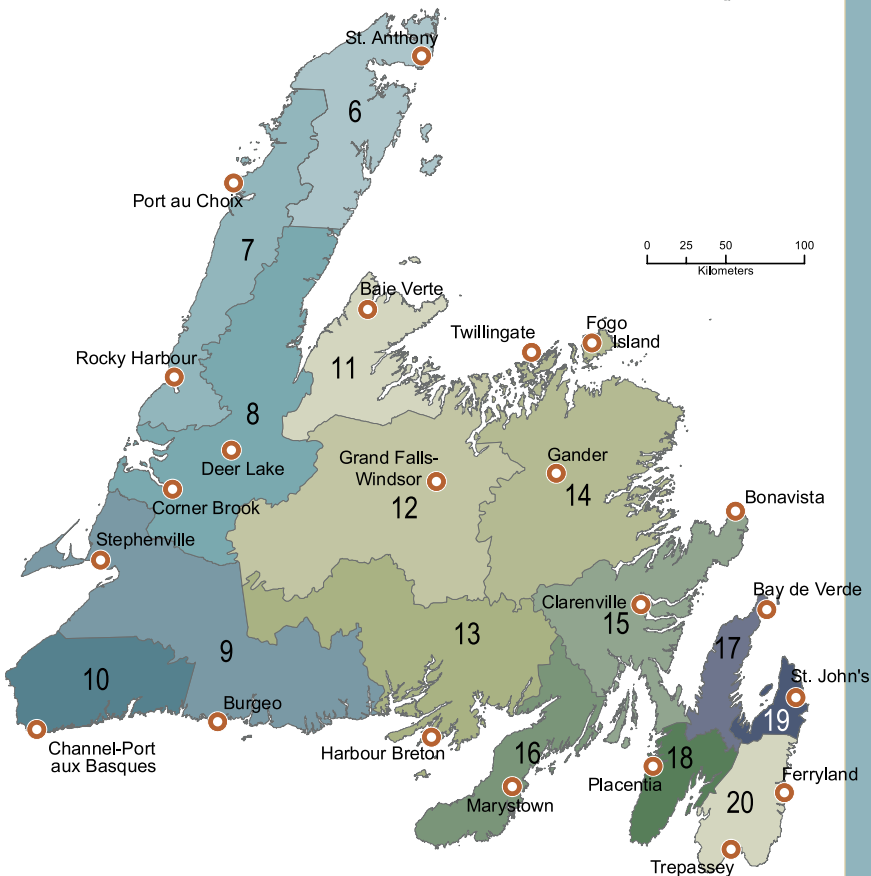 St. Anthony
6
Port au Choix
7
0 25 50 100
Kilometers
Baie Verte
Twillingate
Fogo
Island
Rocky Harbour
11
8
Deer Lake
Grand Falls-
Windsor
Gander
14
12
Corner Brook
Bonavista
Stephenville
Bay de Verde
Clarenville
15
13
17
9
10
St. John's
Burgeo
19
Channel-Port
aux Basques
Harbour Breton
16
18
Placentia
Ferryland
Marystown
20
Trepassey